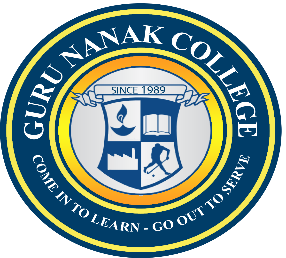 GURU NANAK COLLEGE
SINCE 1989
COME IN TO LEARN - GO OUT TO SERVE